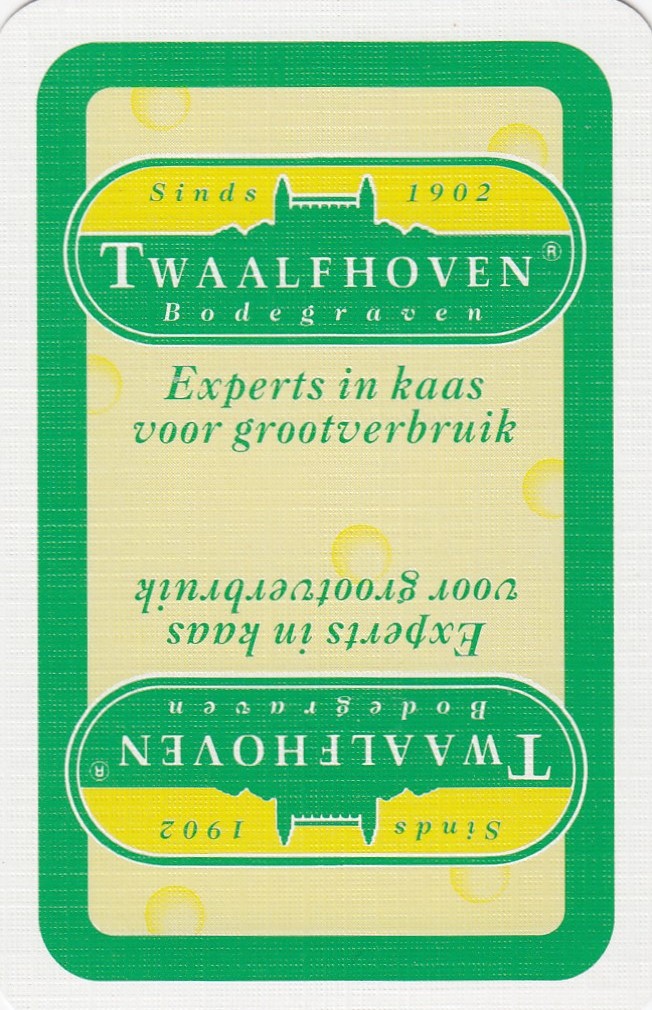 Sinds 1902
TWAALFHOVEN®
Bodegraven
Experts in kaas
voor grootverbruik
Experts in kaas
voor grootverbruik
Sinds 1902
TWAALFHOVEN®
Bodegraven